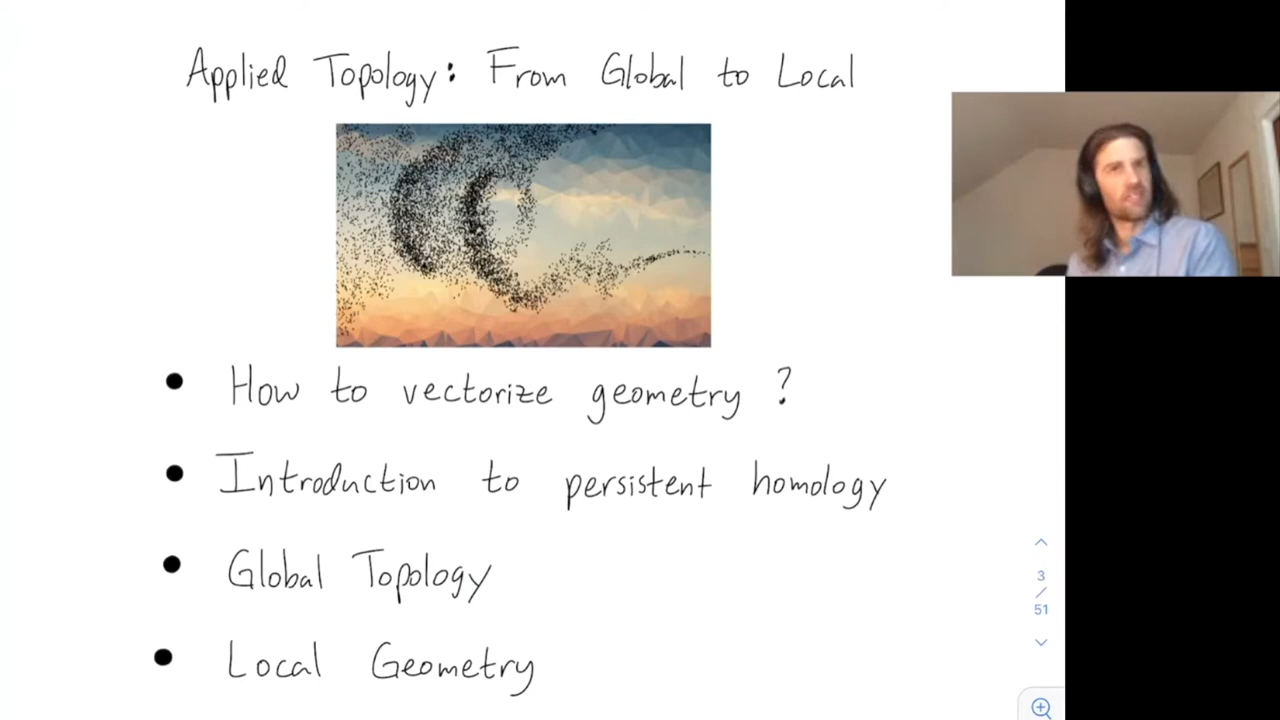 Applied Topology: From Global to Local
• How to vectorize geometry ?
• Introduction to persistent homology
• Global Topology
• Local Geometry
3
/
51